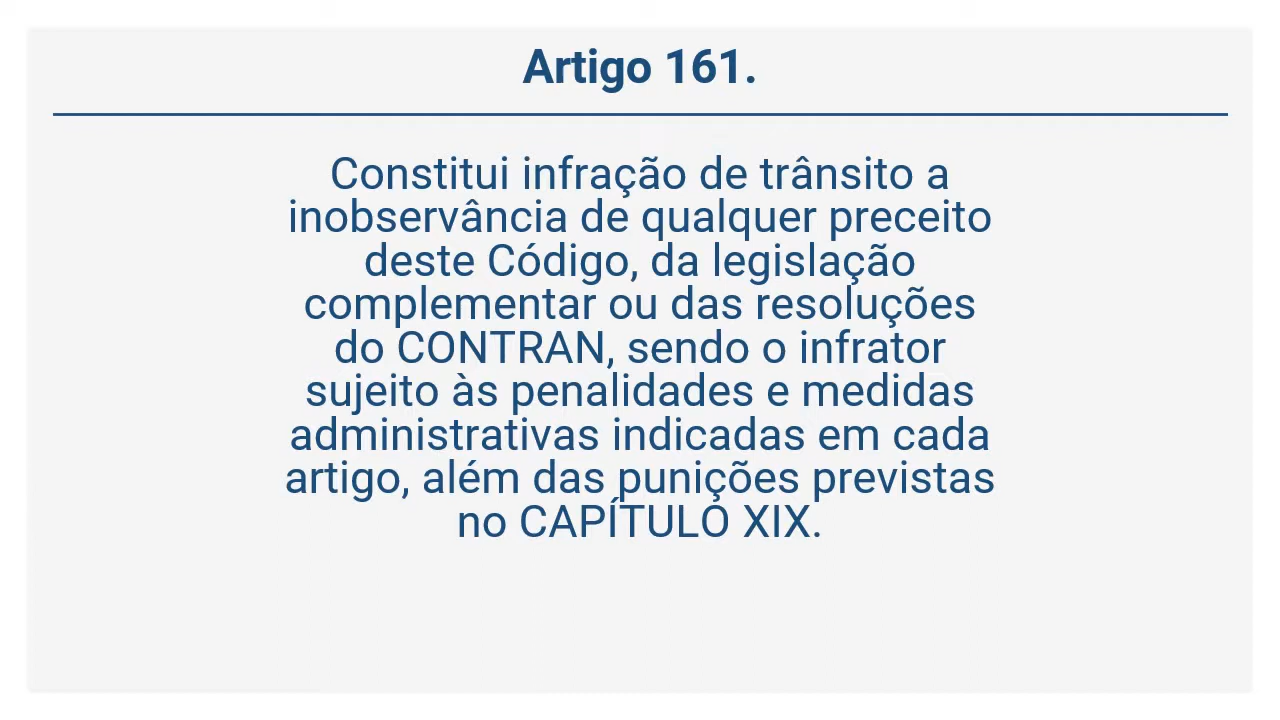 Artigo 161.
Constitui infração de trânsito a
inobservância de qualquer preceito
deste Código, da legislação
complementar ou das resoluções
do CONTRAN, sendo o infrator
sujeito às penalidades e medidas
administrativas indicadas em cada
artigo, além das punições previstas
no CAPÍTULO XIX.